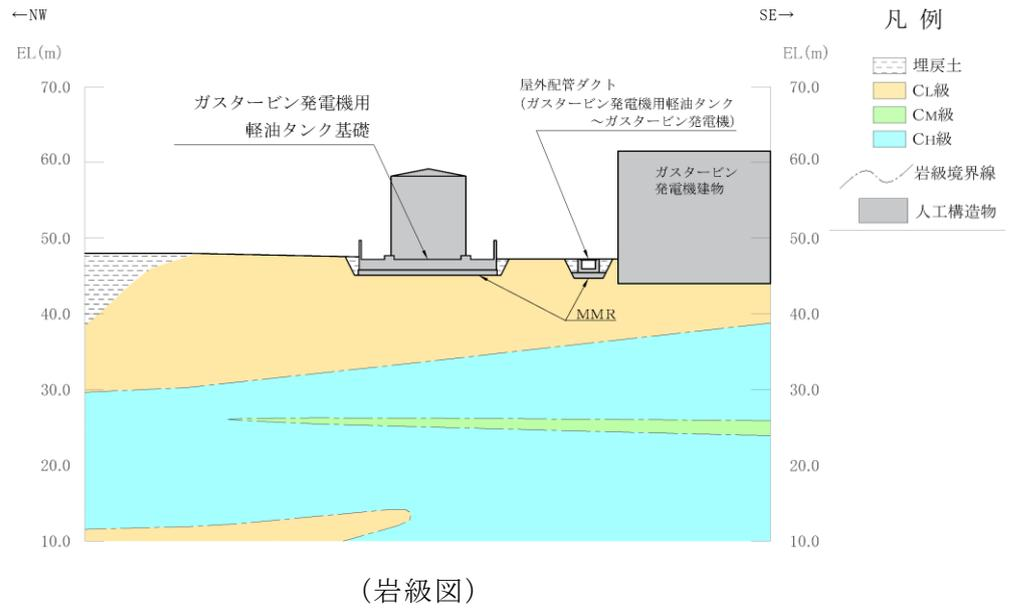 ←NW
SE→
凡 例
EL(m)
EL(m)
70.0
60.0
50.0
40.0
30.0
20.0
10.0
70.0
60.0
50.0
40.0
30.0
20.0
10.0
ガスタービン発電機用
軽油タンク基礎
屋外配管ダクト
(ガスタービン発電機用軽油タンク
～ガスタービン発電機)
ガスタービン
発電機建物
MMR
埋戻土
CL級
CM級
CH級
岩級境界線
人工構造物
(岩級図)